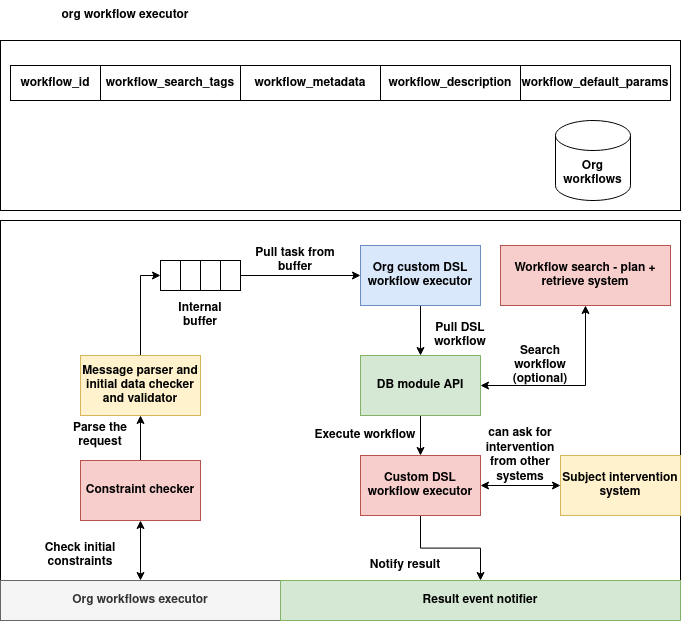 org workflow executor
workflow_id
workflow_search_tags
workflow_metadata
workflow_description
workflow_default_params
Org
workflows
Pull task from
buffer
Internal
buffer
Org custom DSL
workflow executor
Workflow search - plan +
retrieve system
Pull DSL
workflow
Search
workflow
(optional)
Message parser and
initial data checker
and validator
DB module API
Parse the
request
Execute workflow
can ask for
intervention
from other
systems
Constraint checker
Custom DSL
workflow executor
Subject intervention
system
Check initial
constraints
Notify result
Org workflows executor
Result event notifier